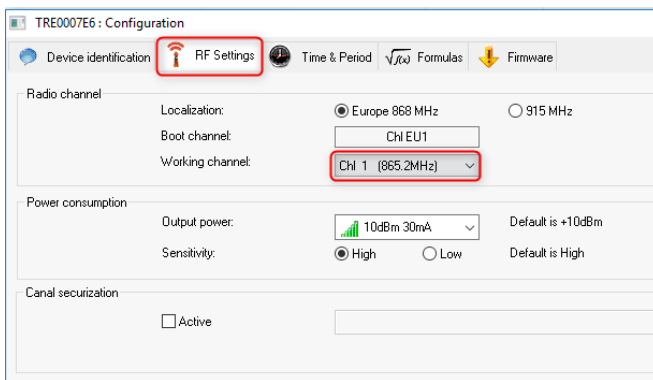 TRE0007E6 : Configuration
Device identification RF Settings Time & Period √f(x) Formulas Firmware
Radio channel
Localization: Europe 868 MHz 915 MHz
Boot channel: Chl EU1
Working channel: Chl 1 (865.2MHz)
Power consumption
Output power: 10dBm 30mA Default is +10dBm
Sensitivity: High Low Default is High
Canal securization
Active